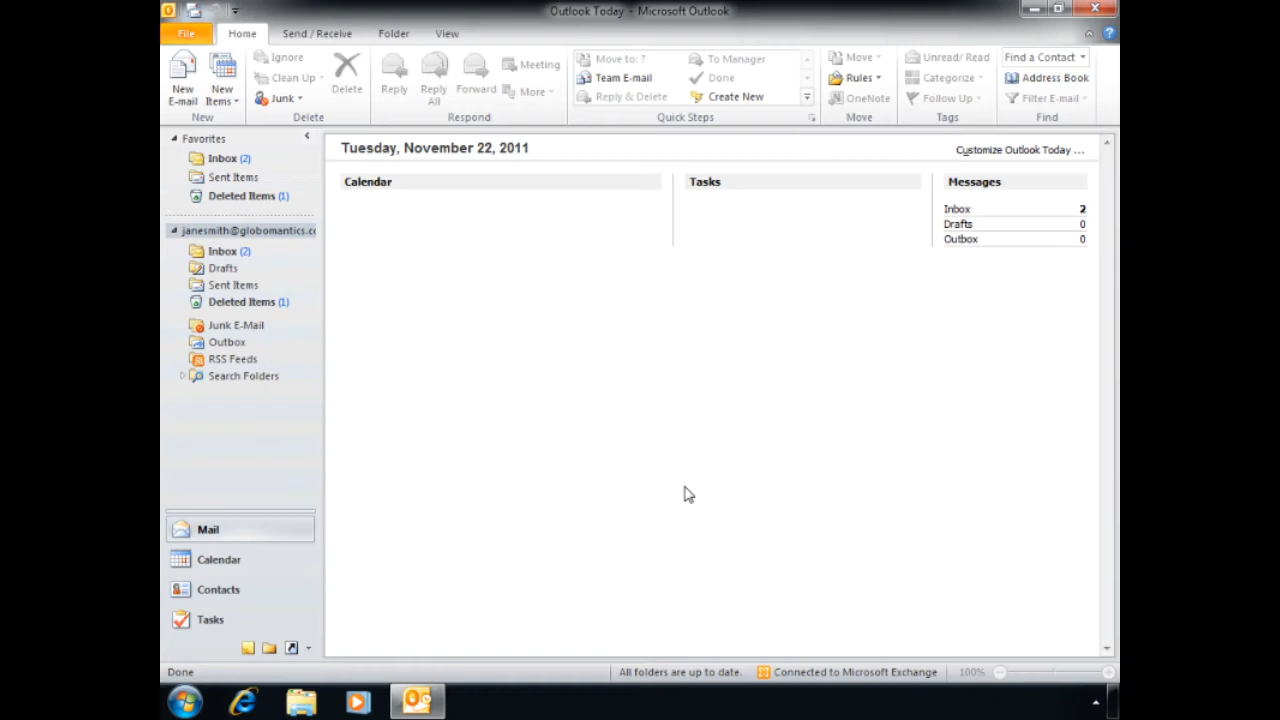 Outlook Today - Microsoft Outlook
File Home Send / Receive Folder View
New E-mail
New Items
Ignore
Clean Up
Junk
Delete
Reply
Reply All
Forward
Meeting
More
Move to: ?
Team E-mail
Reply & Delete
To Manager
Done
Create New
Move
Rules
OneNote
Unread/ Read
Categorize
Follow Up
Find a Contact
Address Book
Filter E-mail
New Delete Respond Quick Steps Move Tags Find
Favorites
Inbox (2)
Sent Items
Deleted Items (1)
janesmith@globomantics.cc
Inbox (2)
Drafts
Sent Items
Deleted Items (1)
Junk E-Mail
Outbox
RSS Feeds
Search Folders
Mail
Calendar
Contacts
Tasks
Tuesday, November 22, 2011
Customize Outlook Today ...
Calendar
Tasks
Messages
Inbox 2
Drafts 0
Outbox 0
Done All folders are up to date. Connected to Microsoft Exchange 100%